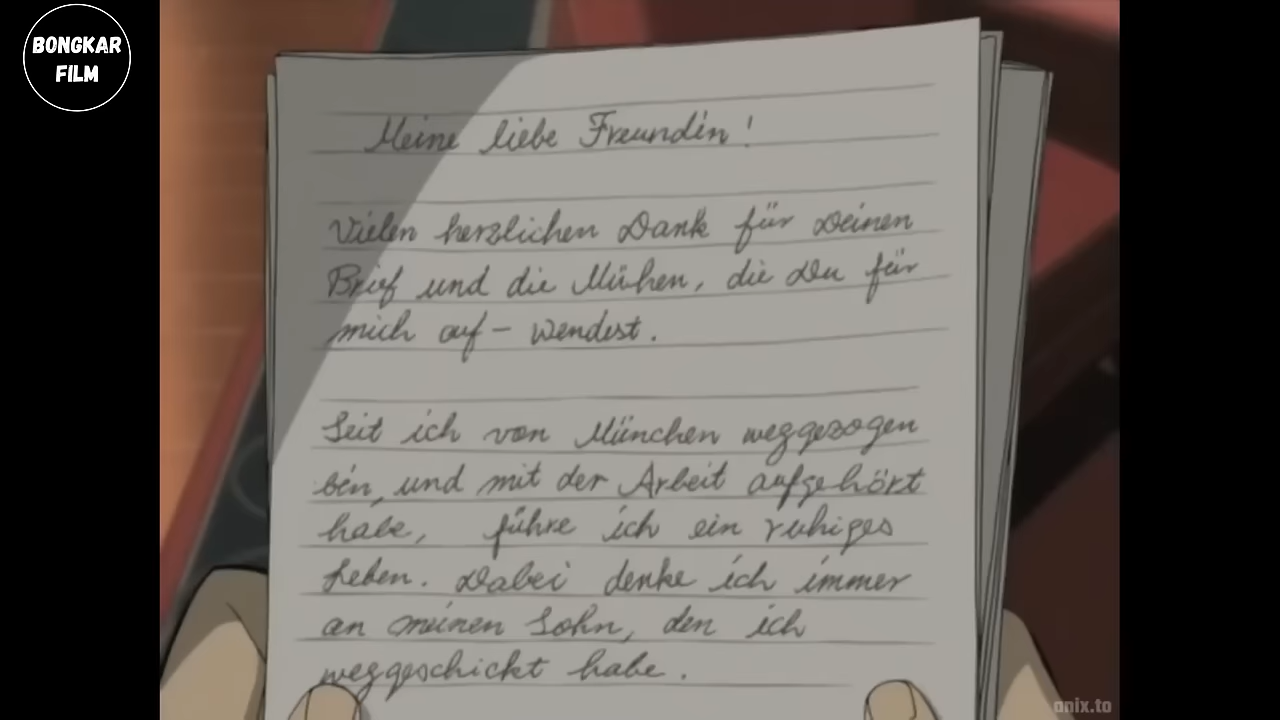 BONGKAR
FILM
Meine liebe Freundin!
Vielen herzlichen Dank für Deinen
Brief und die Mühen, die Du für
mich auf- wendest.
Seit ich von München weggezogen
bin, und mit der Arbeit aufgehört
habe, führe ich ein ruhiges
Leben. Dabei denke ich immer
an meinen Sohn, den ich
weggeschickt habe.
anix.to